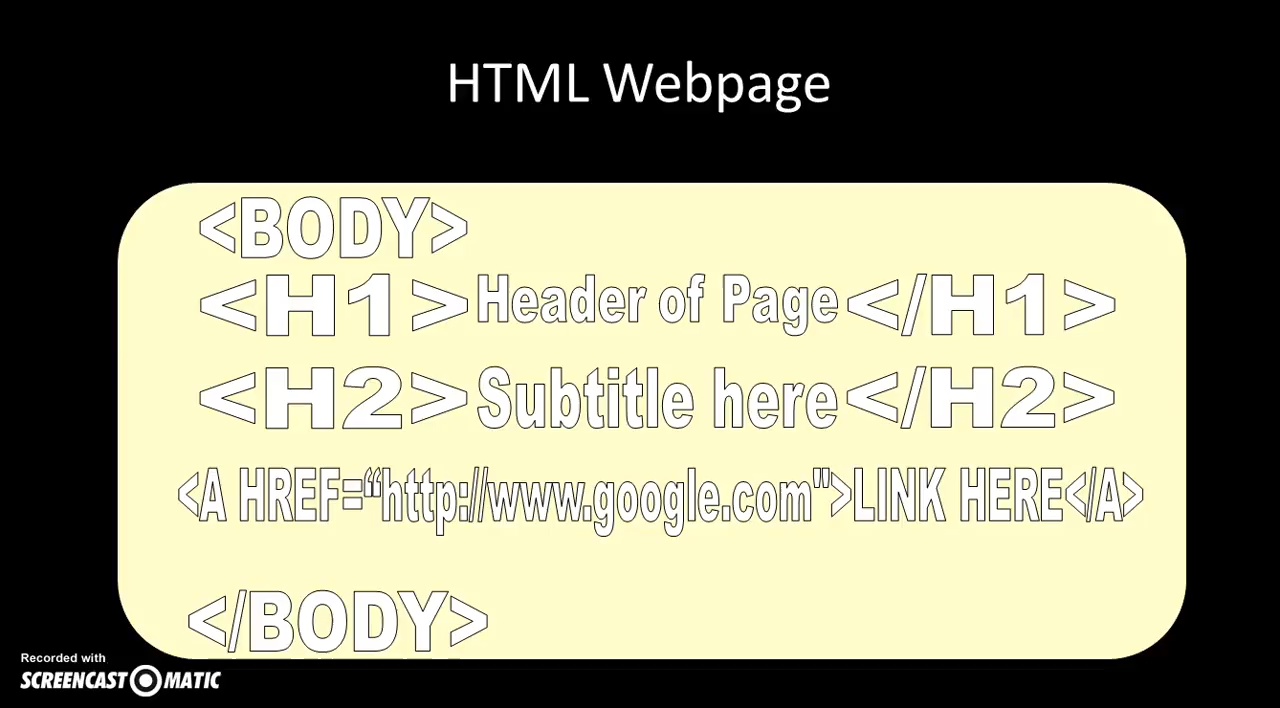 HTML Webpage
<BODY>
<H1>Header of Page</H1>
<H2>Subtitle here</H2>
<A HREF=“http://www.google.com">LINK HERE</A>
</BODY>
Recorded with
SCREENCAST MATIC